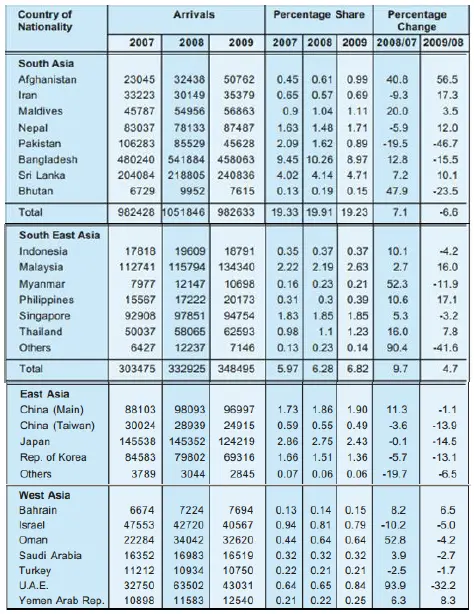 Country of Nationality Arrivals Percentage Share Percentage Change
2007 2008 2009 2007 2008 2009 2008/07 2009/08
South Asia
Afghanistan 23045 32438 50762 0.45 0.61 0.99 40.8 56.5
Iran 33223 30149 35379 0.65 0.57 0.69 -9.3 17.3
Maldives 45787 54956 56863 0.9 1.04 1.11 20.0 3.5
Nepal 83037 78133 87487 1.63 1.48 1.71 -5.9 12.0
Pakistan 106283 85529 45628 2.09 1.62 0.89 -19.5 -46.7
Bangladesh 480240 541884 458063 9.45 10.26 8.97 12.8 -15.5
Sri Lanka 204084 218805 240836 4.02 4.14 4.71 7.2 10.1
Bhutan 6729 9952 7615 0.13 0.19 0.15 47.9 -23.5
Total 982428 1051846 982633 19.33 19.91 19.23 7.1 -6.6
South East Asia
Indonesia 17818 19609 18791 0.35 0.37 0.37 10.1 -4.2
Malaysia 112741 115794 134340 2.22 2.19 2.63 2.7 16.0
Myanmar 7977 12147 10698 0.16 0.23 0.21 52.3 -11.9
Philippines 15567 17222 20173 0.31 0.3 0.39 10.6 17.1
Singapore 92908 97851 94754 1.83 1.85 1.85 5.3 -3.2
Thailand 50037 58065 62593 0.98 1.1 1.23 16.0 7.8
Others 6427 12237 7146 0.13 0.23 0.14 90.4 -41.6
Total 303475 332925 348495 5.97 6.28 6.82 9.7 4.7
East Asia
China (Main) 88103 98093 96997 1.73 1.86 1.90 11.3 -1.1
China (Taiwan) 30024 28939 24915 0.59 0.55 0.49 -3.6 -13.9
Japan 145538 145352 124219 2.86 2.75 2.43 -0.1 -14.5
Rep. of Korea 84583 79802 69316 1.66 1.51 1.36 -5.7 -13.1
Others 3789 3044 2845 0.07 0.06 0.06 -19.7 -6.5
West Asia
Bahrain 6674 7224 7694 0.13 0.14 0.15 8.2 6.5
Israel 47553 42720 40567 0.94 0.81 0.79 -10.2 -5.0
Oman 22284 34042 32620 0.44 0.64 0.64 52.8 -4.2
Saudi Arabia 16352 16983 16519 0.32 0.32 0.32 3.9 -2.7
Turkey 11212 10934 10750 0.22 0.21 0.21 -2.5 -1.7
U.A.E. 32750 63502 43031 0.64 0.65 0.84 93.9 -32.2
Yemen Arab Rep. 10898 11583 12540 0.21 0.22 0.25 6.3 8.3